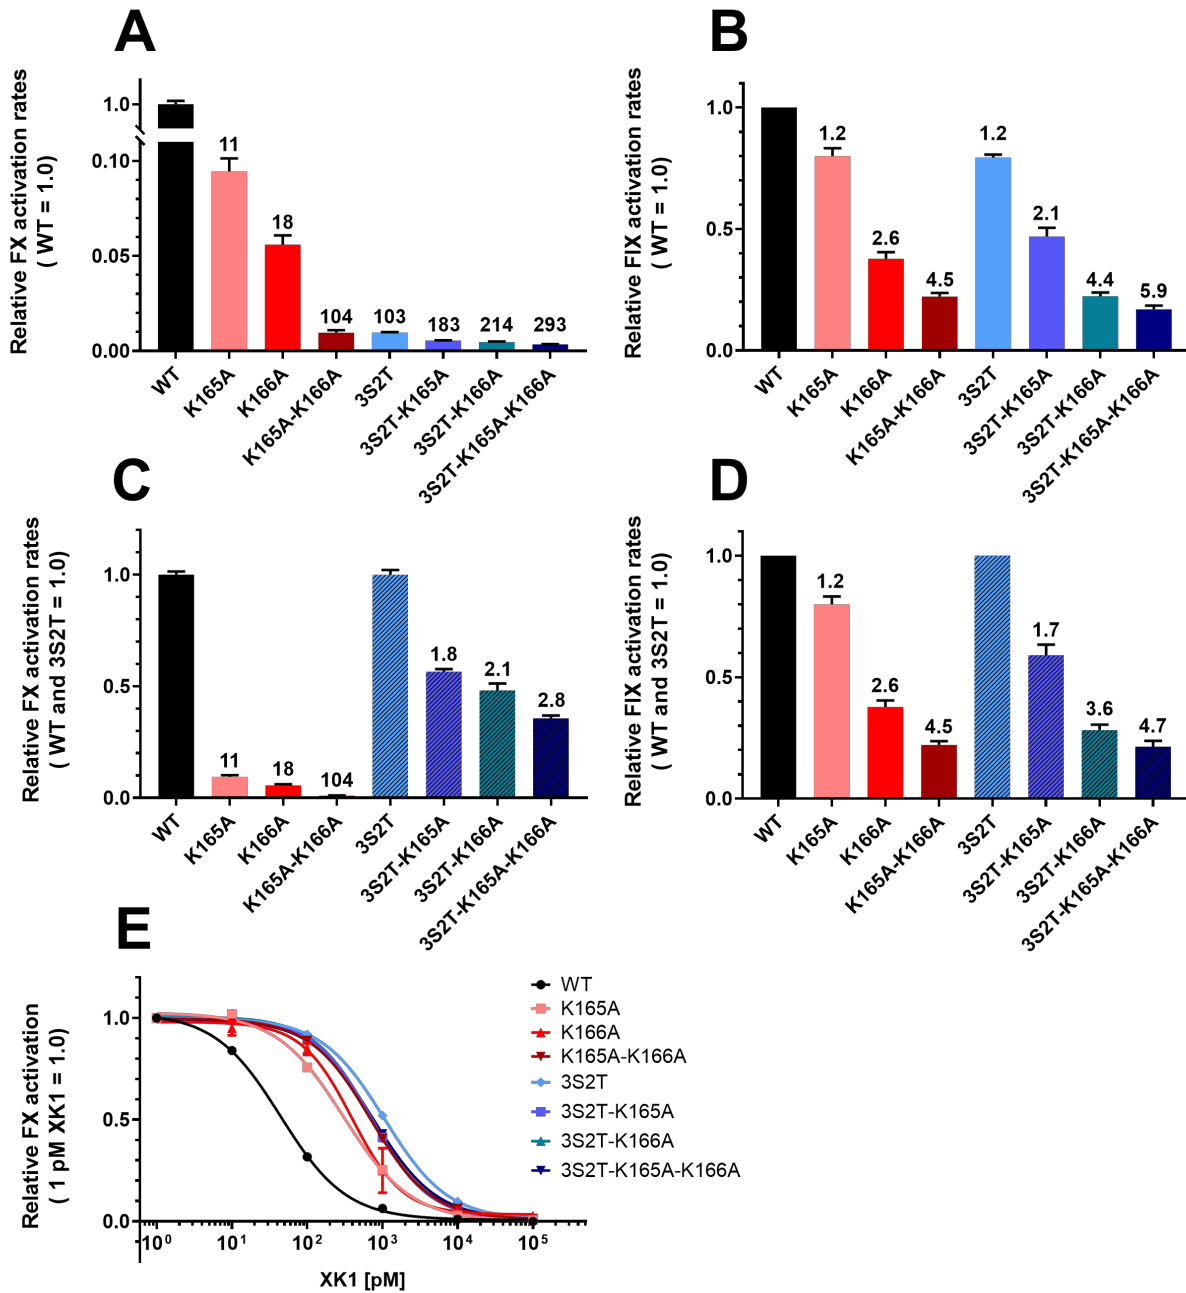 A
Relative FX activation rates
( WT = 1.0)
1.0
0.10
0.05
0.00
11
18
104
103
183
214
293
WT
K165A
K166A
K165A-K166A
3S2T
3S2T-K165A
3S2T-K166A
3S2T-K165A-K166A
B
Relative FIX activation rates
( WT = 1.0)
1.0
0.5
0.0
1.2
2.6
4.5
1.2
2.1
4.4
5.9
WT
K165A
K166A
K165A-K166A
3S2T
3S2T-K165A
3S2T-K166A
3S2T-K165A-K166A
C
Relative FX activation rates
( WT and 3S2T = 1.0)
1.0
0.5
0.0
11
18
104
1.8
2.1
2.8
WT
K165A
K166A
K165A-K166A
3S2T
3S2T-K165A
3S2T-K166A
3S2T-K165A-K166A
D
Relative FIX activation rates
( WT and 3S2T = 1.0)
1.0
0.5
0.0
1.2
2.6
4.5
1.7
3.6
4.7
WT
K165A
K166A
K165A-K166A
3S2T
3S2T-K165A
3S2T-K166A
3S2T-K165A-K166A
E
Relative FX activation
( 1 pM XK1 = 1.0)
1.0
0.5
0.0
10⁰ 10¹ 10² 10³ 10⁴ 10⁵
XK1 [pM]
WT
K165A
K166A
K165A-K166A
3S2T
3S2T-K165A
3S2T-K166A
3S2T-K165A-K166A